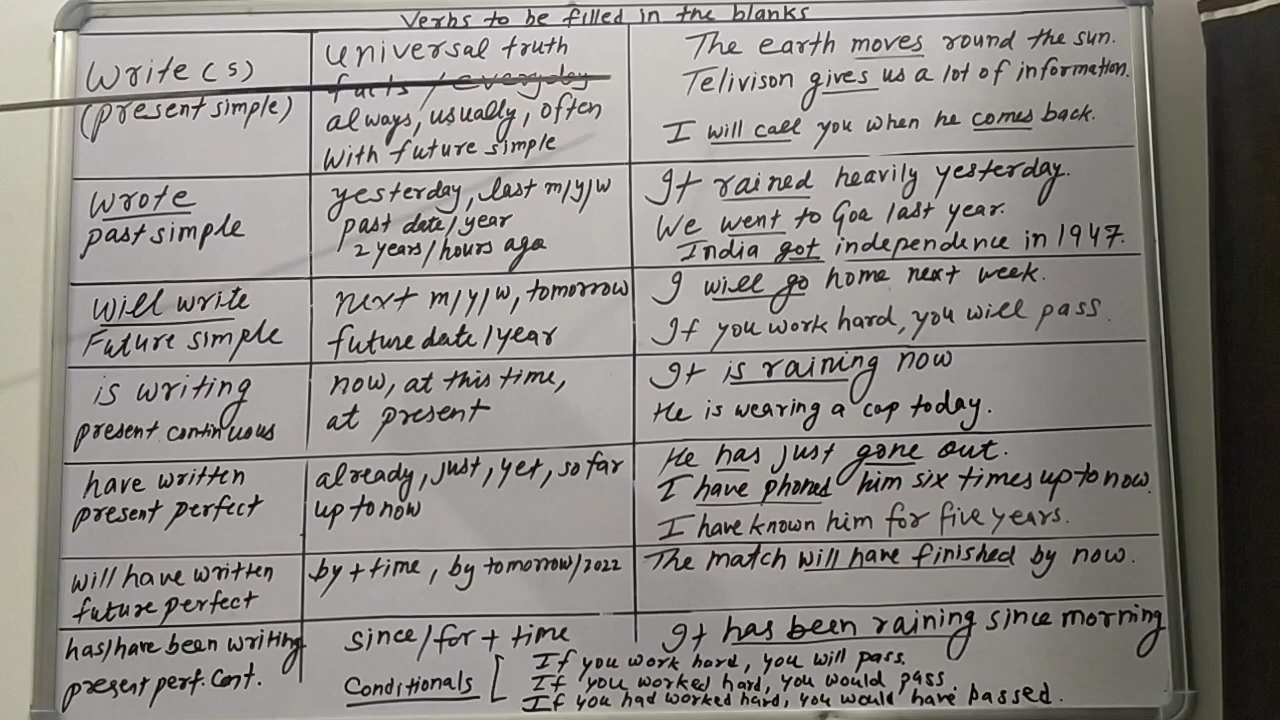 Verbs to be filled in the blanks
Write(s)
(present simple)
universal truth
facts / everyday
always, usually, often
with future simple
The earth moves round the sun.
Telivison gives us a lot of information.
I will call you when he comes back.
Wrote
past simple
yesterday, last m/y/w
past date/year
2 years/hours ago
It rained heavily yesterday.
We went to Goa last year.
India got independence in 1947.
Will write
Future simple
next m/y/w, tomorrow
future date/year
I will go home next week.
If you work hard, you will pass.
is writing
present continuous
now, at this time,
at present
It is raining now
He is wearing a cap today.
have written
present perfect
already, just, yet, so far
up to now
He has just gone out.
I have phoned him six times up to now.
I have known him for five years.
will have written
future perfect
by + time, by tomorrow/2022
The match will have finished by now.
has/have been writing
present perf. cont.
since/for + time
It has been raining since morning
Conditionals
If you work hard, you will pass.
If you worked hard, you would pass
If you had worked hard, you would have passed.